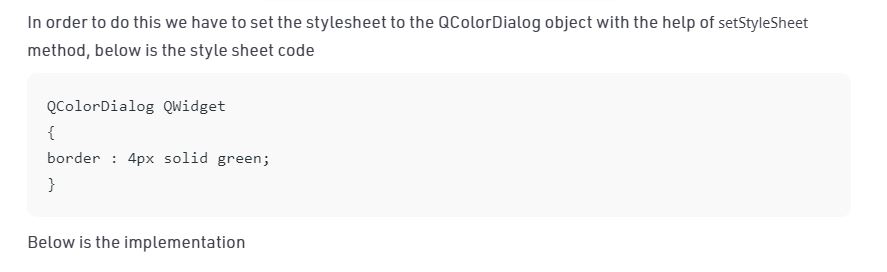 In order to do this we have to set the stylesheet to the QColorDialog object with the help of setStyleSheet
method, below is the style sheet code
QColorDialog QWidget
{
border : 4px solid green;
}
Below is the implementation